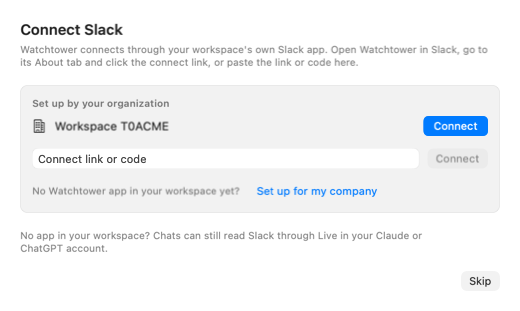 Connect Slack
Watchtower connects through your workspace's own Slack app. Open Watchtower in Slack, go to
its About tab and click the connect link, or paste the link or code here.
Set up by your organization
Workspace T0ACME
Connect
Connect link or code
Connect
No Watchtower app in your workspace yet?
Set up for my company
No app in your workspace? Chats can still read Slack through Live in your Claude or
ChatGPT account.
Skip